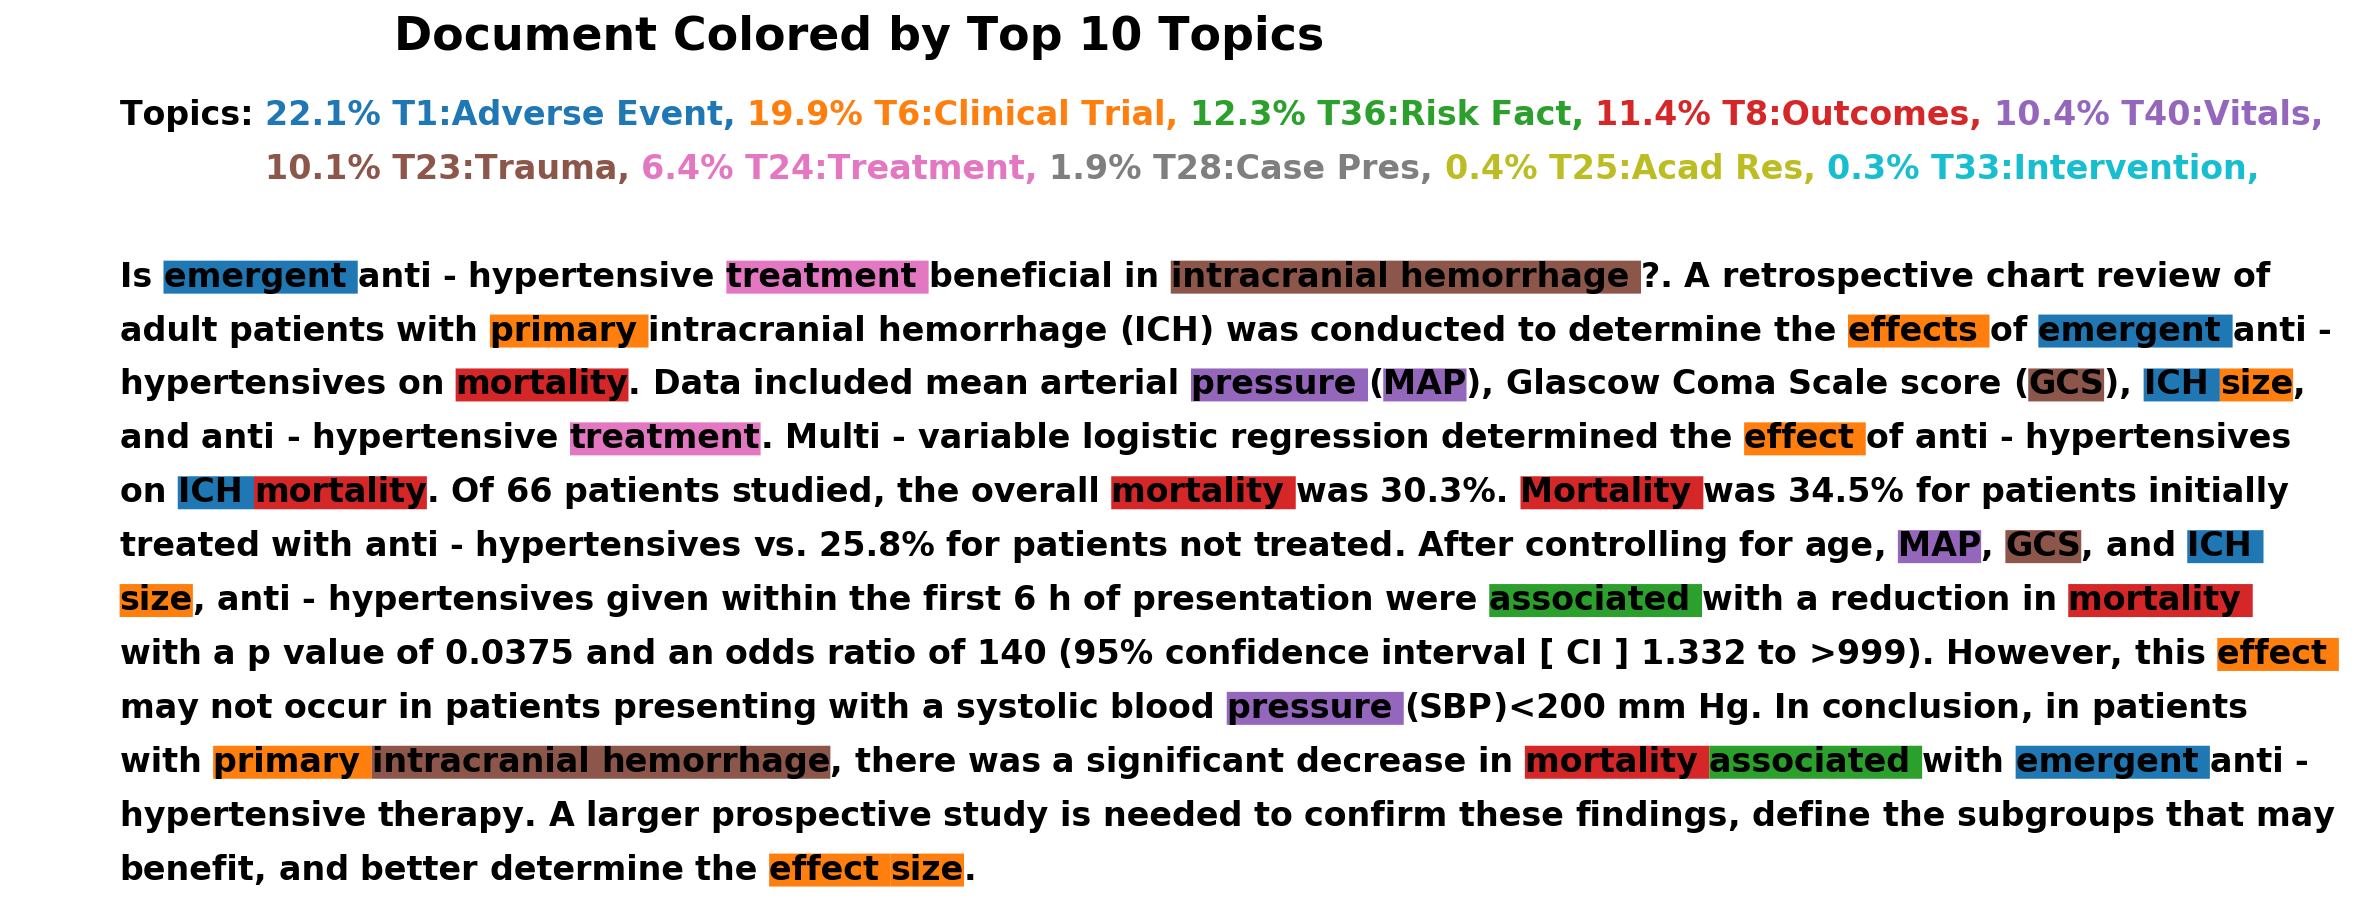 Document Colored by Top 10 Topics
Topics: 22.1% T1:Adverse Event, 19.9% T6:Clinical Trial, 12.3% T36:Risk Fact, 11.4% T8:Outcomes, 10.4% T40:Vitals,
10.1% T23:Trauma, 6.4% T24:Treatment, 1.9% T28:Case Pres, 0.4% T25:Acad Res, 0.3% T33:Intervention,
Is emergent anti - hypertensive treatment beneficial in intracranial hemorrhage ?. A retrospective chart review of
adult patients with primary intracranial hemorrhage (ICH) was conducted to determine the effects of emergent anti -
hypertensives on mortality. Data included mean arterial pressure (MAP), Glascow Coma Scale score (GCS), ICH size,
and anti - hypertensive treatment. Multi - variable logistic regression determined the effect of anti - hypertensives
on ICH mortality. Of 66 patients studied, the overall mortality was 30.3%. Mortality was 34.5% for patients initially
treated with anti - hypertensives vs. 25.8% for patients not treated. After controlling for age, MAP, GCS, and ICH
size, anti - hypertensives given within the first 6 h of presentation were associated with a reduction in mortality
with a p value of 0.0375 and an odds ratio of 140 (95% confidence interval [ CI ] 1.332 to >999). However, this effect
may not occur in patients presenting with a systolic blood pressure (SBP)<200 mm Hg. In conclusion, in patients
with primary intracranial hemorrhage, there was a significant decrease in mortality associated with emergent anti -
hypertensive therapy. A larger prospective study is needed to confirm these findings, define the subgroups that may
benefit, and better determine the effect size.